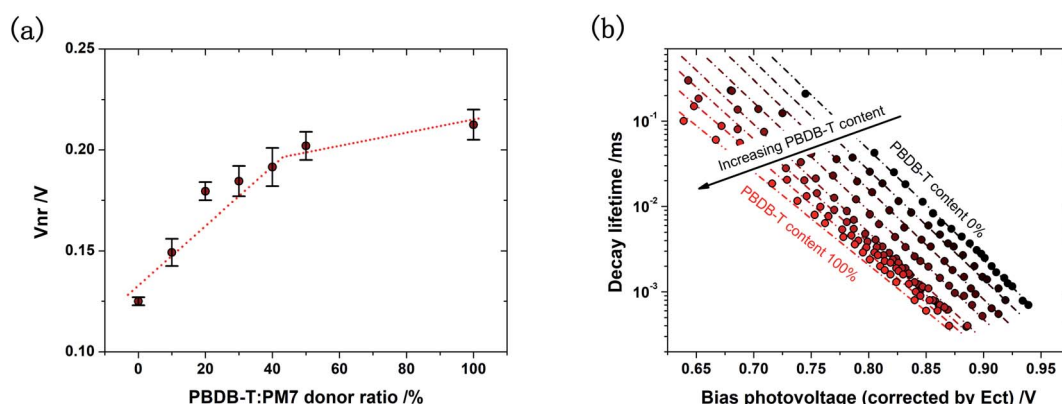 (a)
0.25
0.20
0.15
0.10
Vnr /V
0 20 40 60 80 100
PBDB-T:PM7 donor ratio /%
(b)
10⁻¹
10⁻²
10⁻³
Decay lifetime /ms
Increasing PBDB-T content
PBDB-T content 0%
PBDB-T content 100%
0.65 0.70 0.75 0.80 0.85 0.90 0.95
Bias photovoltage (corrected by Ect) /V